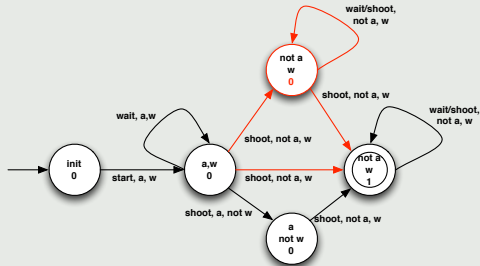 wait/shoot,
not a, w
not a
w
0
shoot, not a, w
wait, a,w
wait/shoot,
not a, w
shoot, not a, w
init
0
start, a, w
a,w
0
shoot, not a, w
not a
w
1
shoot, a, not w
shoot, not a, w
a
not w
0